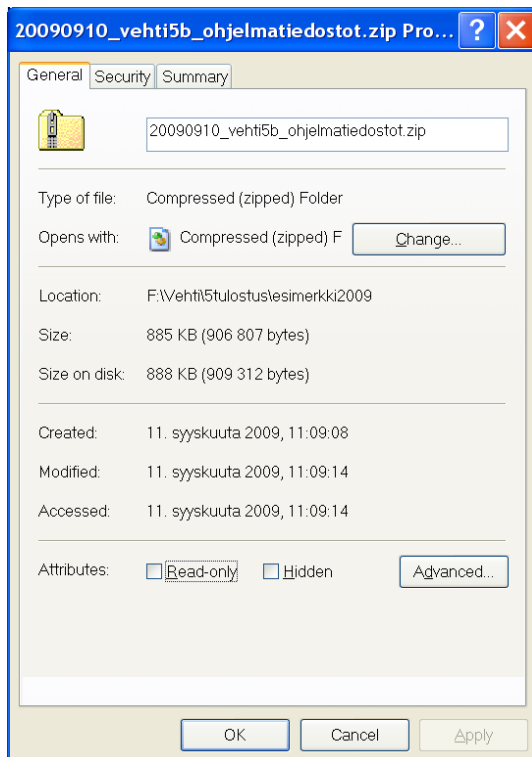 20090910_vehti5b_ohjelmatiedostot.zip Pro...
General Security Summary
20090910_vehti5b_ohjelmatiedostot.zip
Type of file: Compressed (zipped) Folder
Opens with: Compressed (zipped) F Change...
Location: F:\Vehti\5tulostus\esimerkki2009
Size: 885 KB (906 807 bytes)
Size on disk: 888 KB (909 312 bytes)
Created: 11. syyskuuta 2009, 11:09:08
Modified: 11. syyskuuta 2009, 11:09:14
Accessed: 11. syyskuuta 2009, 11:09:14
Attributes: Read-only Hidden Advanced...
OK Cancel Apply